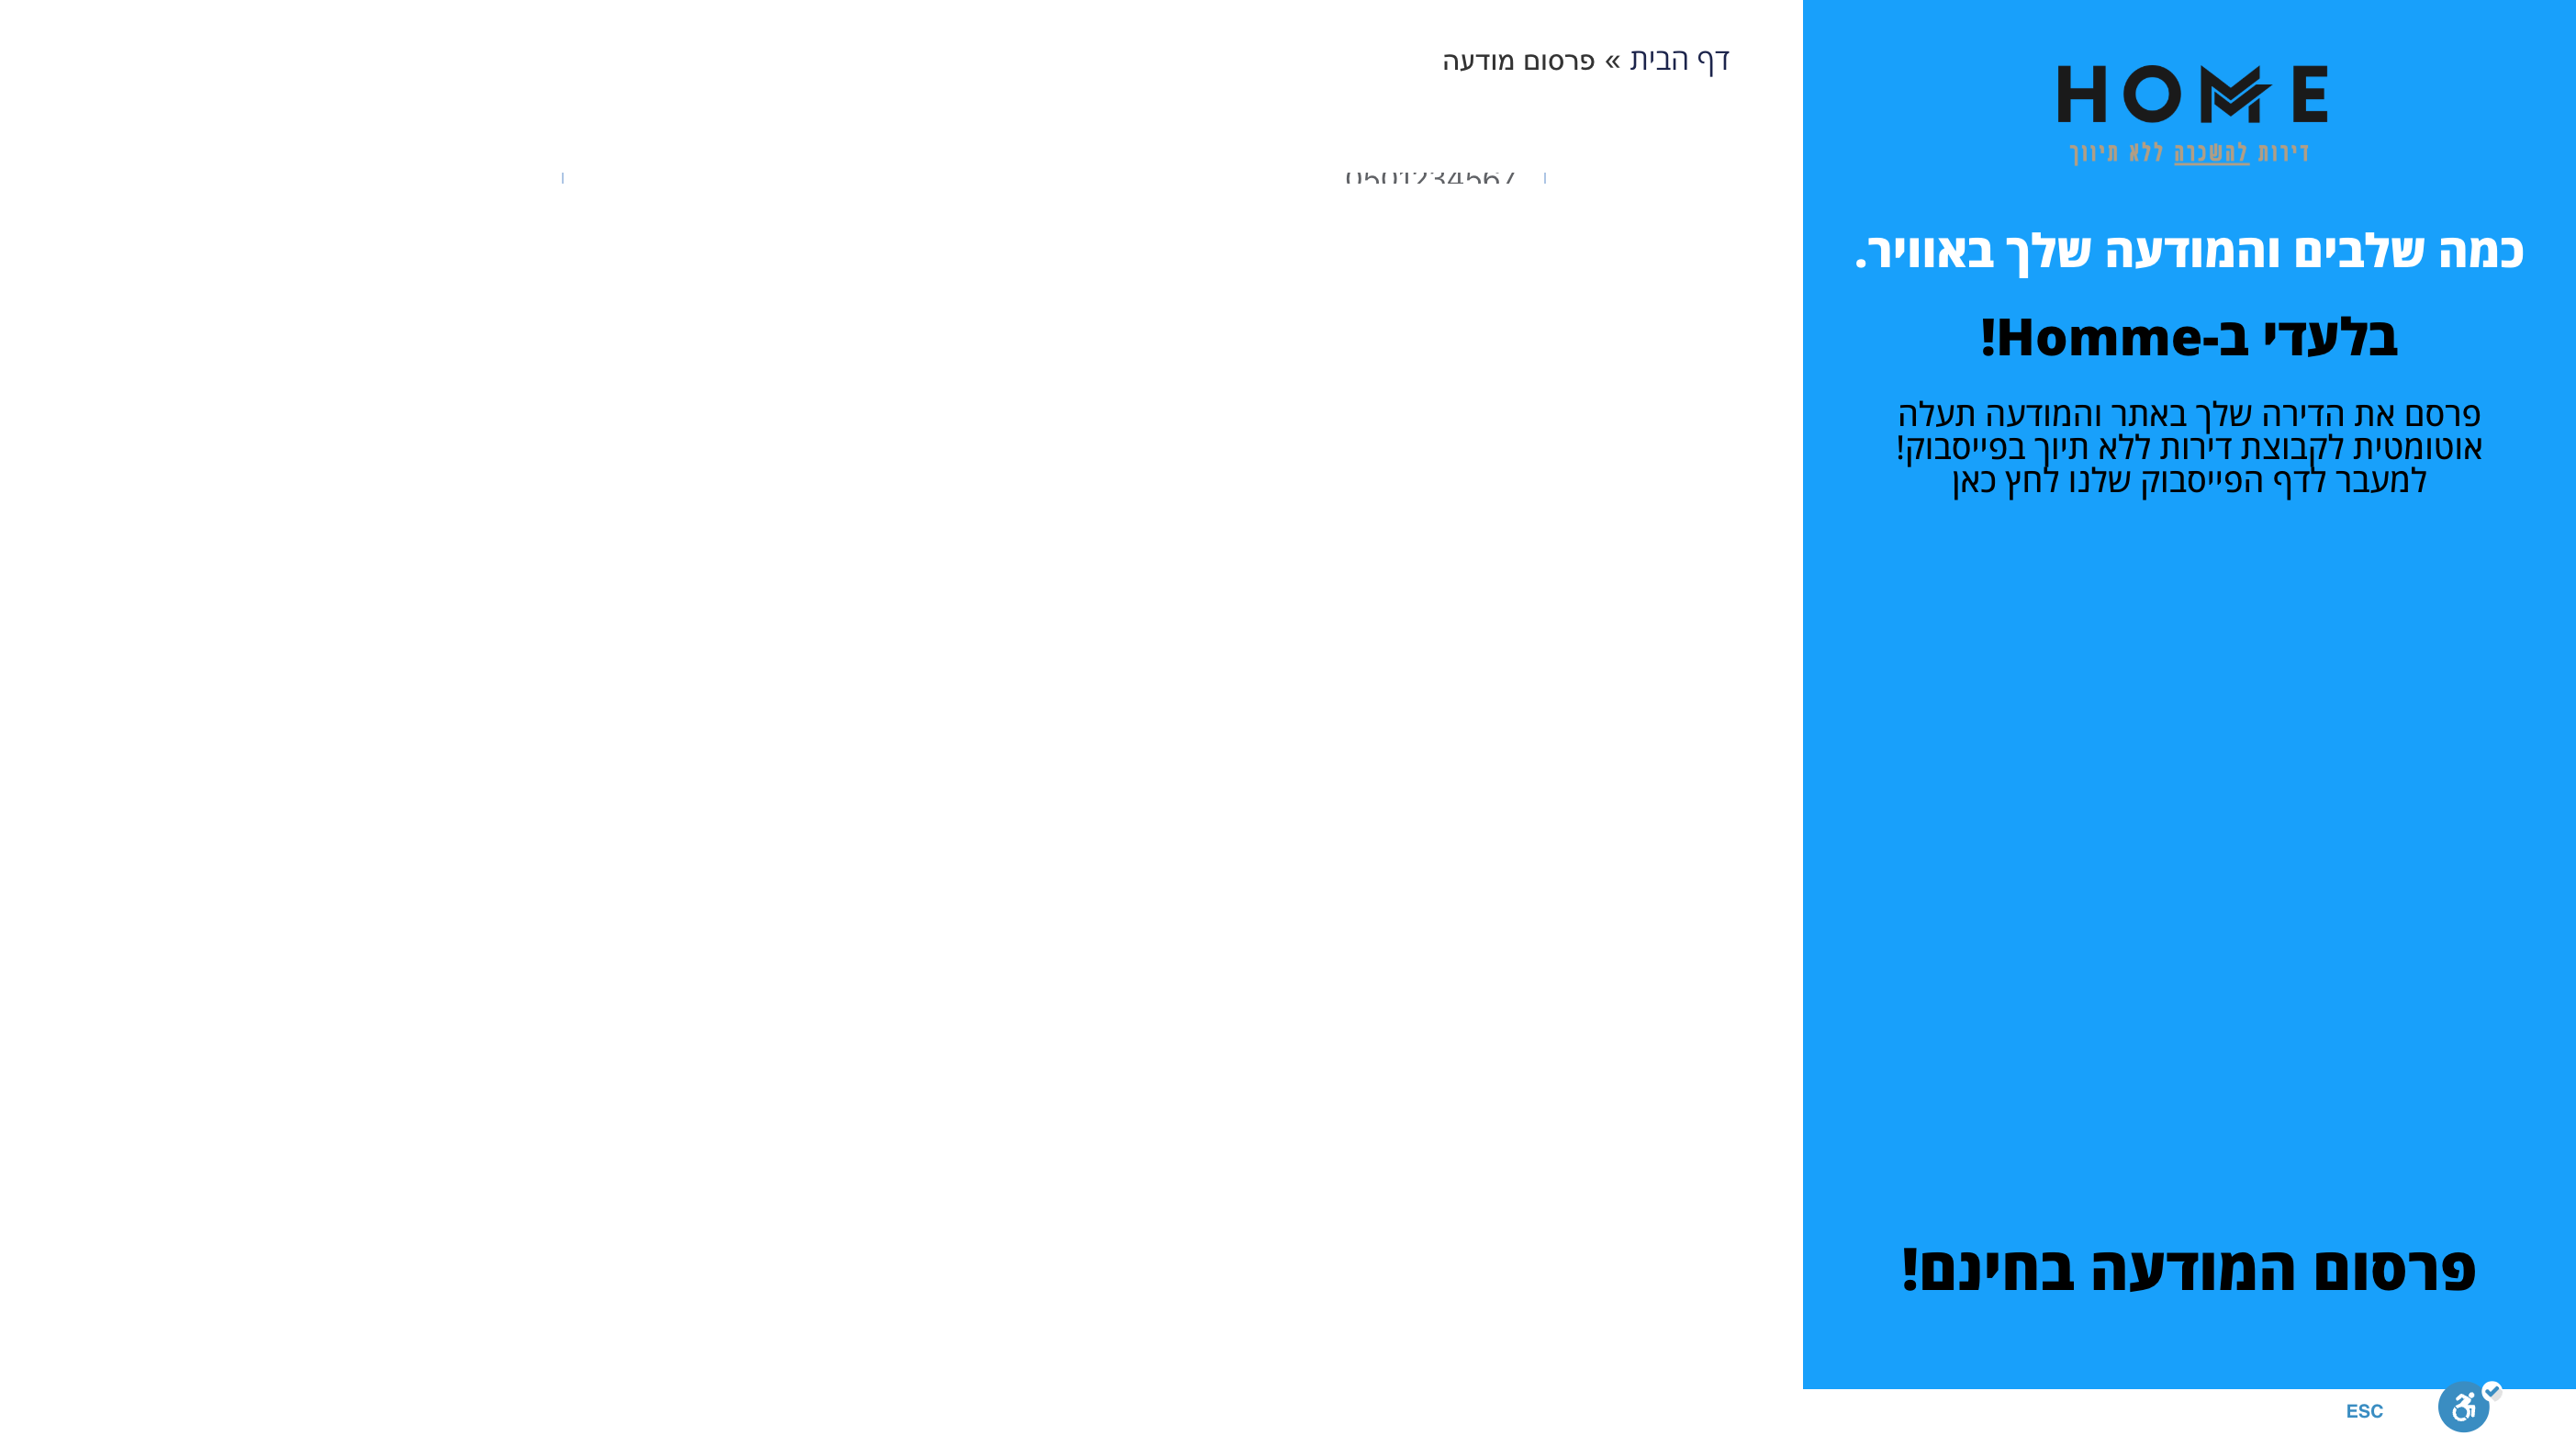 HOME
דירות להשכרה ללא תיווך
כמה שלבים והמודעה שלך באוויר.
בלעדי ב-Homme!
פרסם את הדירה שלך באתר והמודעה תעלה
אוטומטית לקבוצת דירות ללא תיוך בפייסבוק!
למעבר לדף הפייסבוק שלנו לחץ כאן
פרסום המודעה בחינם!
דף הבית » פרסום מודעה
0501234567
ESC